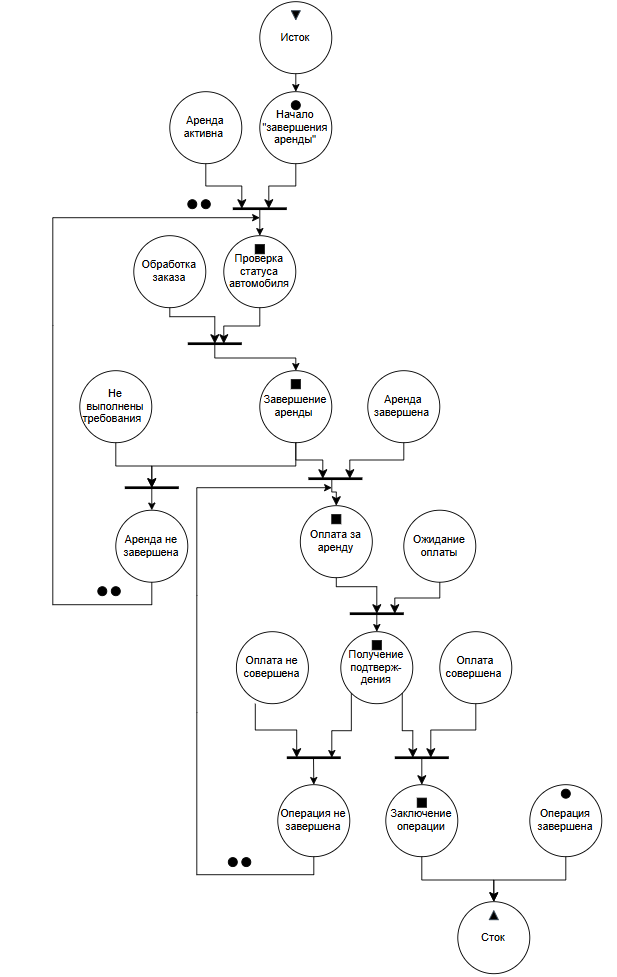 Исток
Аренда
активна
Начало
"завершения
аренды"
Обработка
заказа
Проверка
статуса
автомобиля
Не
выполнены
требования
Завершение
аренды
Аренда
завершена
Аренда не
завершена
Оплата за
аренду
Ожидание
оплаты
Оплата не
совершена
Получение
подтверж-
дения
Оплата
совершена
Операция не
завершена
Заключение
операции
Операция
завершена
Сток